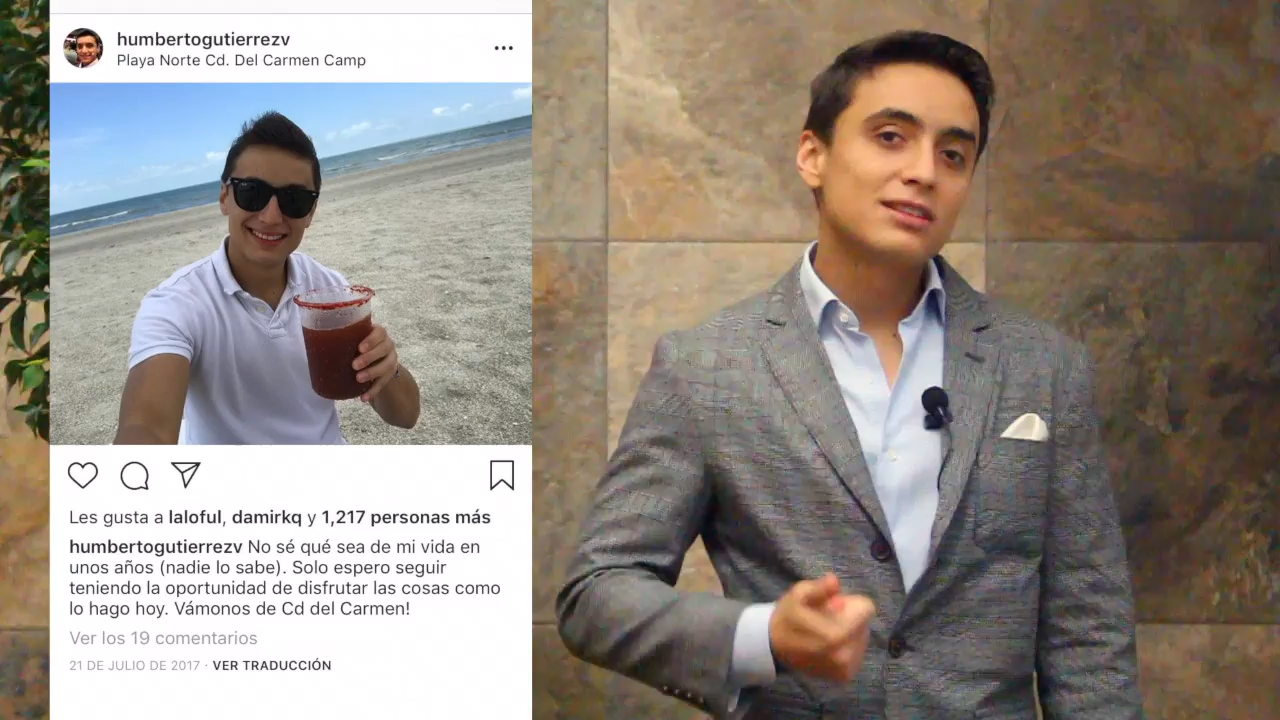 humbertogutierrezv
Playa Norte Cd. Del Carmen Camp
Les gusta a laloful, damirkq y 1,217 personas más
humbertogutierrezv No sé qué sea de mi vida en
unos años (nadie lo sabe). Solo espero seguir
teniendo la oportunidad de disfrutar las cosas como
lo hago hoy. Vámonos de Cd del Carmen!
Ver los 19 comentarios
21 DE JULIO DE 2017 · VER TRADUCCIÓN